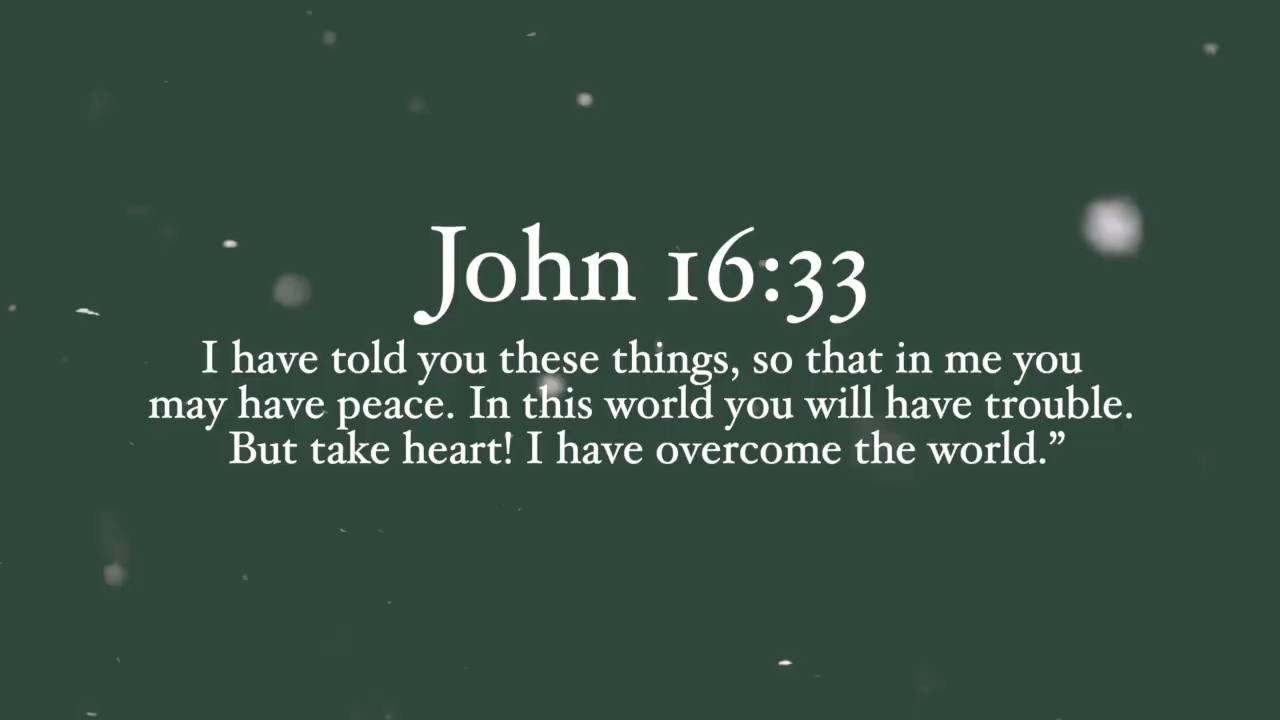 John 16:33
I have told you these things, so that in me you
may have peace. In this world you will have trouble.
But take heart! I have overcome the world.”